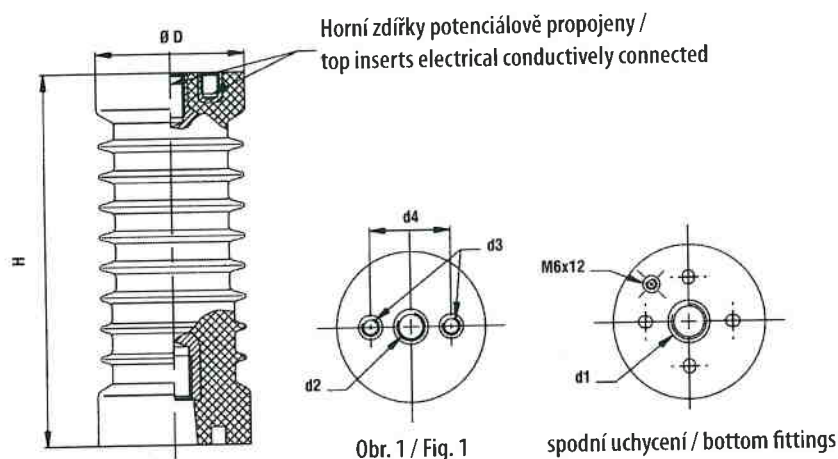 Ø D
Horní zdířky potenciálově propojeny /
top inserts electrical conductively connected
H
d4
d3
d2
Obr. 1 / Fig. 1
M6x12
d1
spodní uchycení / bottom fittings